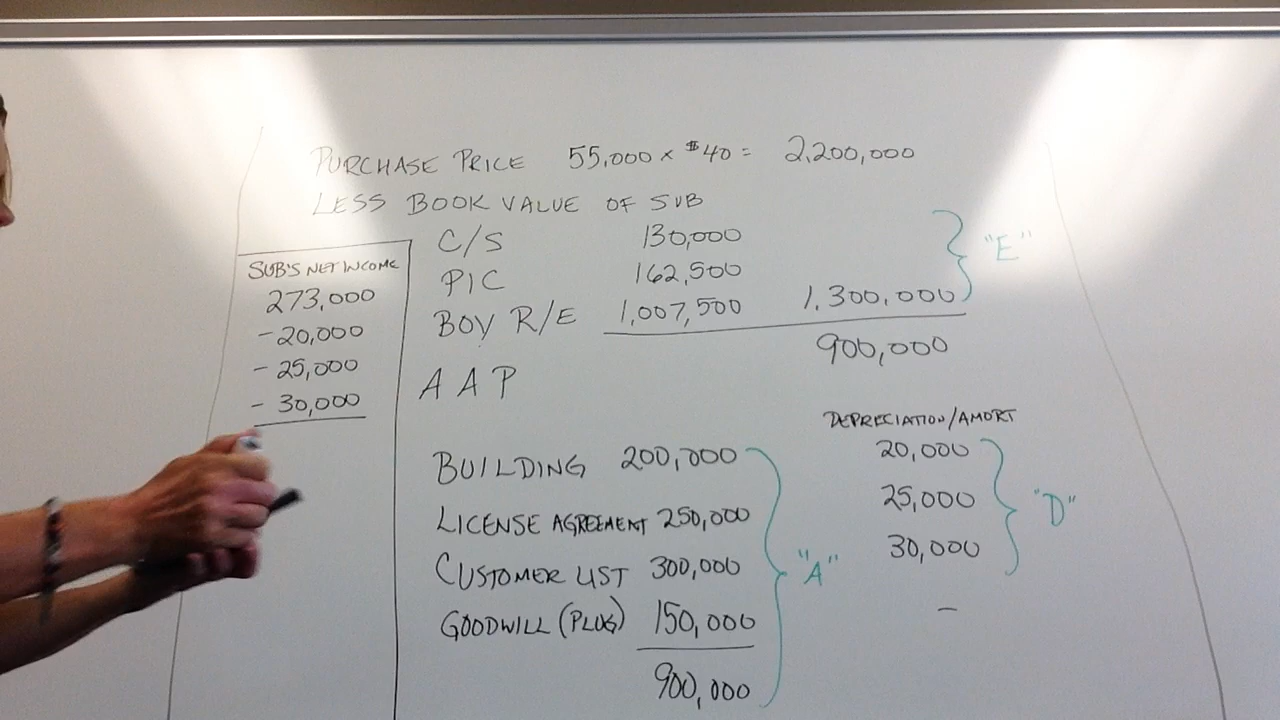 PURCHASE PRICE 55,000 × $40 = 2,200,000
LESS BOOK VALUE OF SUB
C/S 130,000
PIC 162,500
BOY R/E 1,007,500 1,300,000
"E"
900,000
SUB'S NET INCOME
273,000
- 20,000
- 25,000
- 30,000
AAP
DEPRECIATION/AMORT
BUILDING 200,000 20,000
LICENSE AGREEMENT 250,000 25,000
CUSTOMER LIST 300,000 30,000
GOODWILL (PLUG) 150,000 —
900,000
"A"
"D"